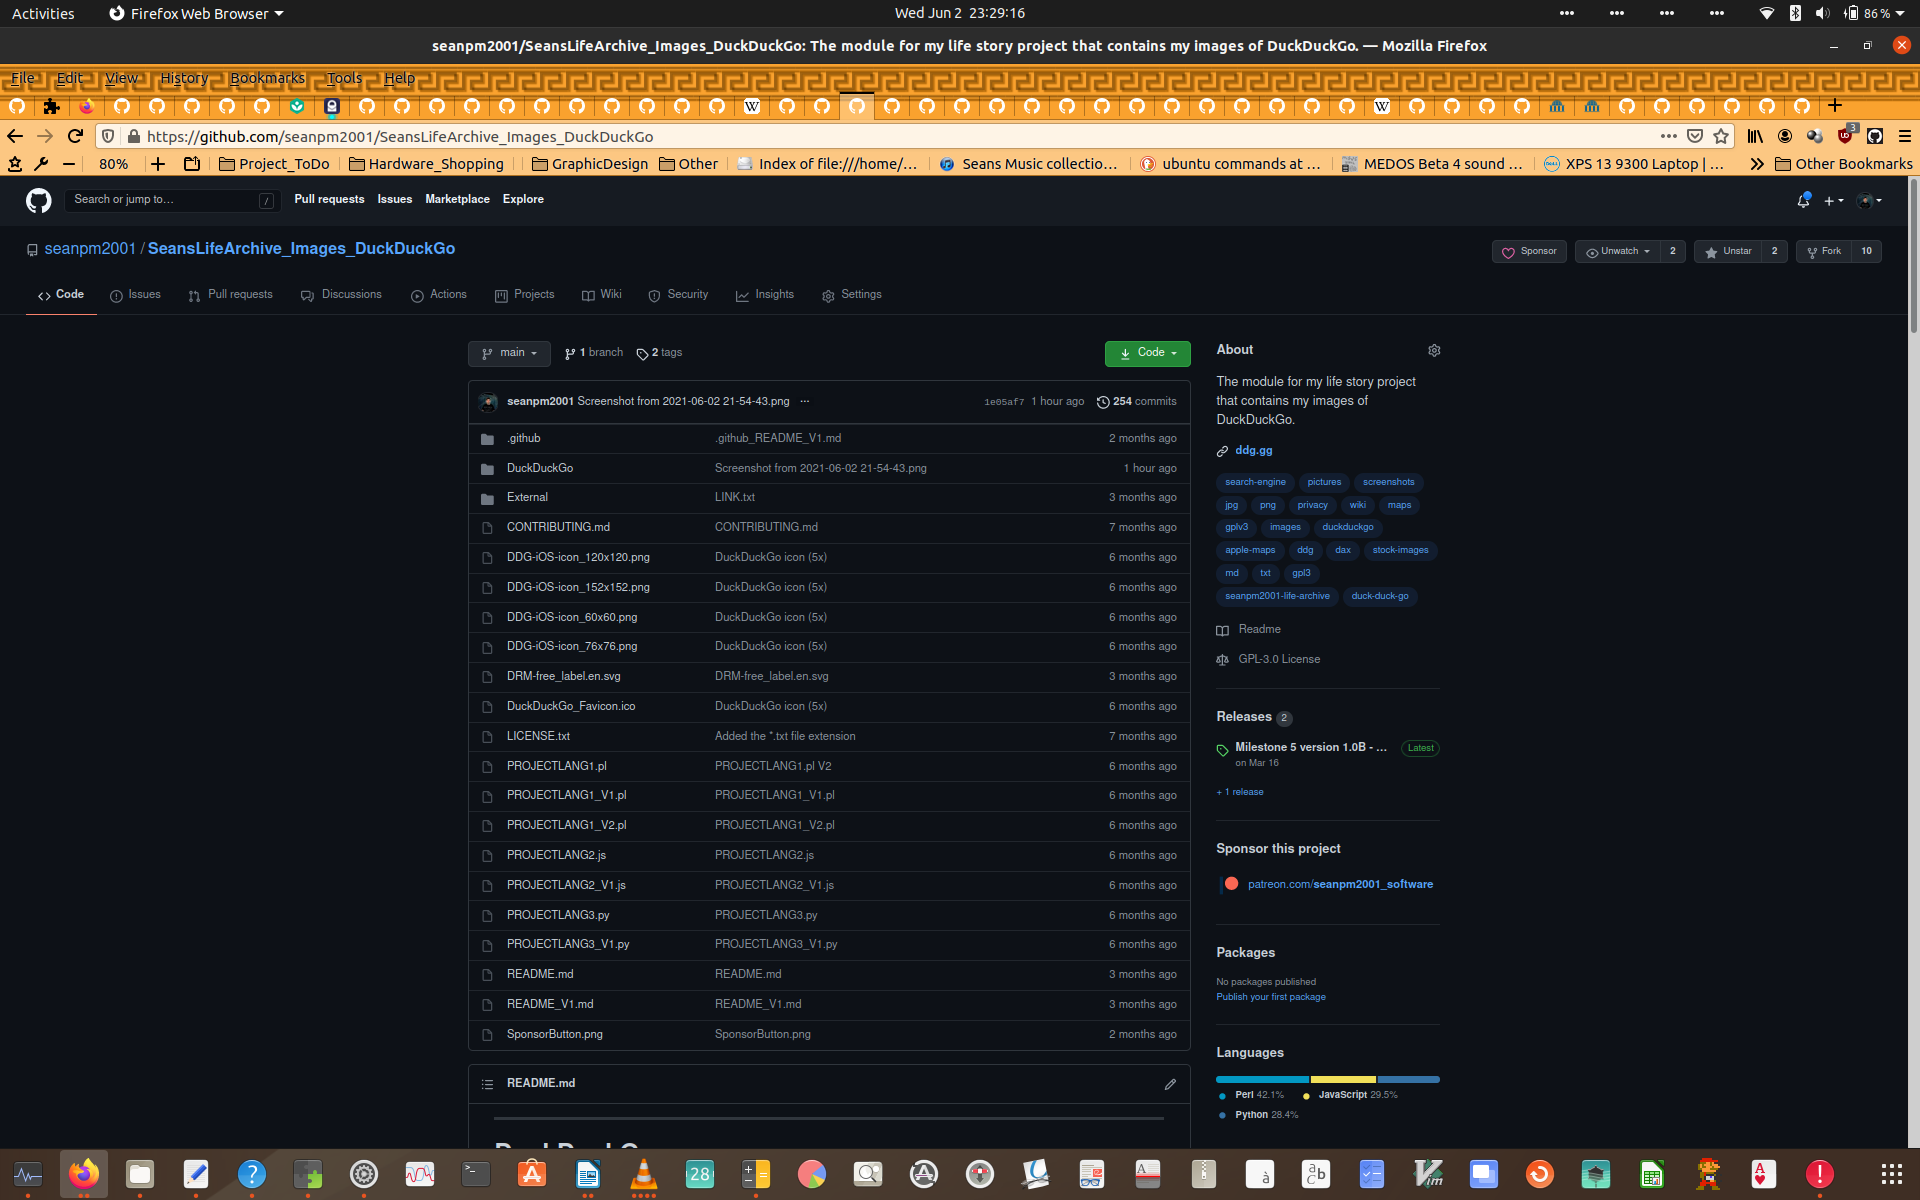 Activities Firefox Web Browser Wed Jun 2 23:29:16 86 %
seanpm2001/SeansLifeArchive_Images_DuckDuckGo: The module for my life story project that contains my images of DuckDuckGo. — Mozilla Firefox
File Edit View History Bookmarks Tools Help
https://github.com/seanpm2001/SeansLifeArchive_Images_DuckDuckGo 3
80% Project_ToDo Hardware_Shopping GraphicDesign Other Index of file:///home/… Seans Music collectio… ubuntu commands at … MEDOS Beta 4 sound … XPS 13 9300 Laptop | … Other Bookmarks
Search or jump to… / Pull requests Issues Marketplace Explore
seanpm2001 / SeansLifeArchive_Images_DuckDuckGo Sponsor Unwatch 2 Unstar 2 Fork 10
Code Issues Pull requests Discussions Actions Projects Wiki Security Insights Settings
main 1 branch 2 tags Code
seanpm2001 Screenshot from 2021-06-02 21-54-43.png … 1e05af7 1 hour ago 254 commits
.github .github_README_V1.md 2 months ago
DuckDuckGo Screenshot from 2021-06-02 21-54-43.png 1 hour ago
External LINK.txt 3 months ago
CONTRIBUTING.md CONTRIBUTING.md 7 months ago
DDG-iOS-icon_120x120.png DuckDuckGo icon (5x) 6 months ago
DDG-iOS-icon_152x152.png DuckDuckGo icon (5x) 6 months ago
DDG-iOS-icon_60x60.png DuckDuckGo icon (5x) 6 months ago
DDG-iOS-icon_76x76.png DuckDuckGo icon (5x) 6 months ago
DRM-free_label.en.svg DRM-free_label.en.svg 3 months ago
DuckDuckGo_Favicon.ico DuckDuckGo icon (5x) 6 months ago
LICENSE.txt Added the *.txt file extension 7 months ago
PROJECTLANG1.pl PROJECTLANG1.pl V2 6 months ago
PROJECTLANG1_V1.pl PROJECTLANG1_V1.pl 6 months ago
PROJECTLANG1_V2.pl PROJECTLANG1_V2.pl 6 months ago
PROJECTLANG2.js PROJECTLANG2.js 6 months ago
PROJECTLANG2_V1.js PROJECTLANG2_V1.js 6 months ago
PROJECTLANG3.py PROJECTLANG3.py 6 months ago
PROJECTLANG3_V1.py PROJECTLANG3_V1.py 6 months ago
README.md README.md 3 months ago
README_V1.md README_V1.md 3 months ago
SponsorButton.png SponsorButton.png 2 months ago
README.md
About
The module for my life story project
that contains my images of
DuckDuckGo.
ddg.gg
search-engine pictures screenshots
jpg png privacy wiki maps
gplv3 images duckduckgo
apple-maps ddg dax stock-images
md txt gpl3
seanpm2001-life-archive duck-duck-go
Readme
GPL-3.0 License
Releases 2
Milestone 5 version 1.0B - … Latest
on Mar 16
+ 1 release
Sponsor this project
patreon.com/seanpm2001_software
Packages
No packages published
Publish your first package
Languages
Perl 42.1% JavaScript 29.5%
Python 28.4%
28